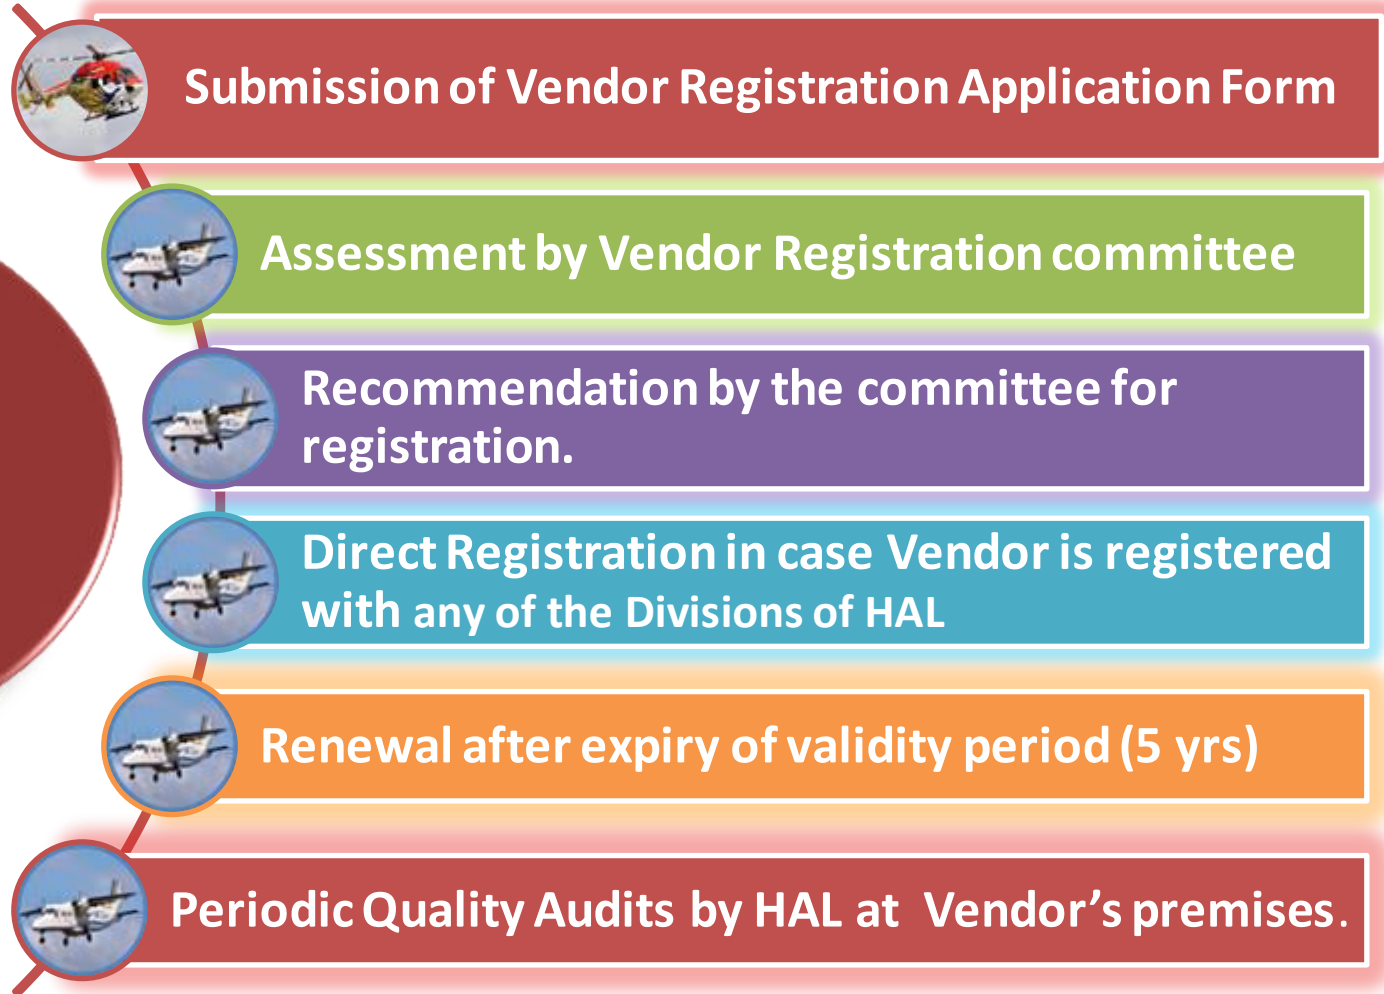 Submission of Vendor Registration Application Form
Assessment by Vendor Registration committee
Recommendation by the committee for
registration.
Direct Registration in case Vendor is registered
with any of the Divisions of HAL
Renewal after expiry of validity period (5 yrs)
Periodic Quality Audits by HAL at Vendor’s premises.